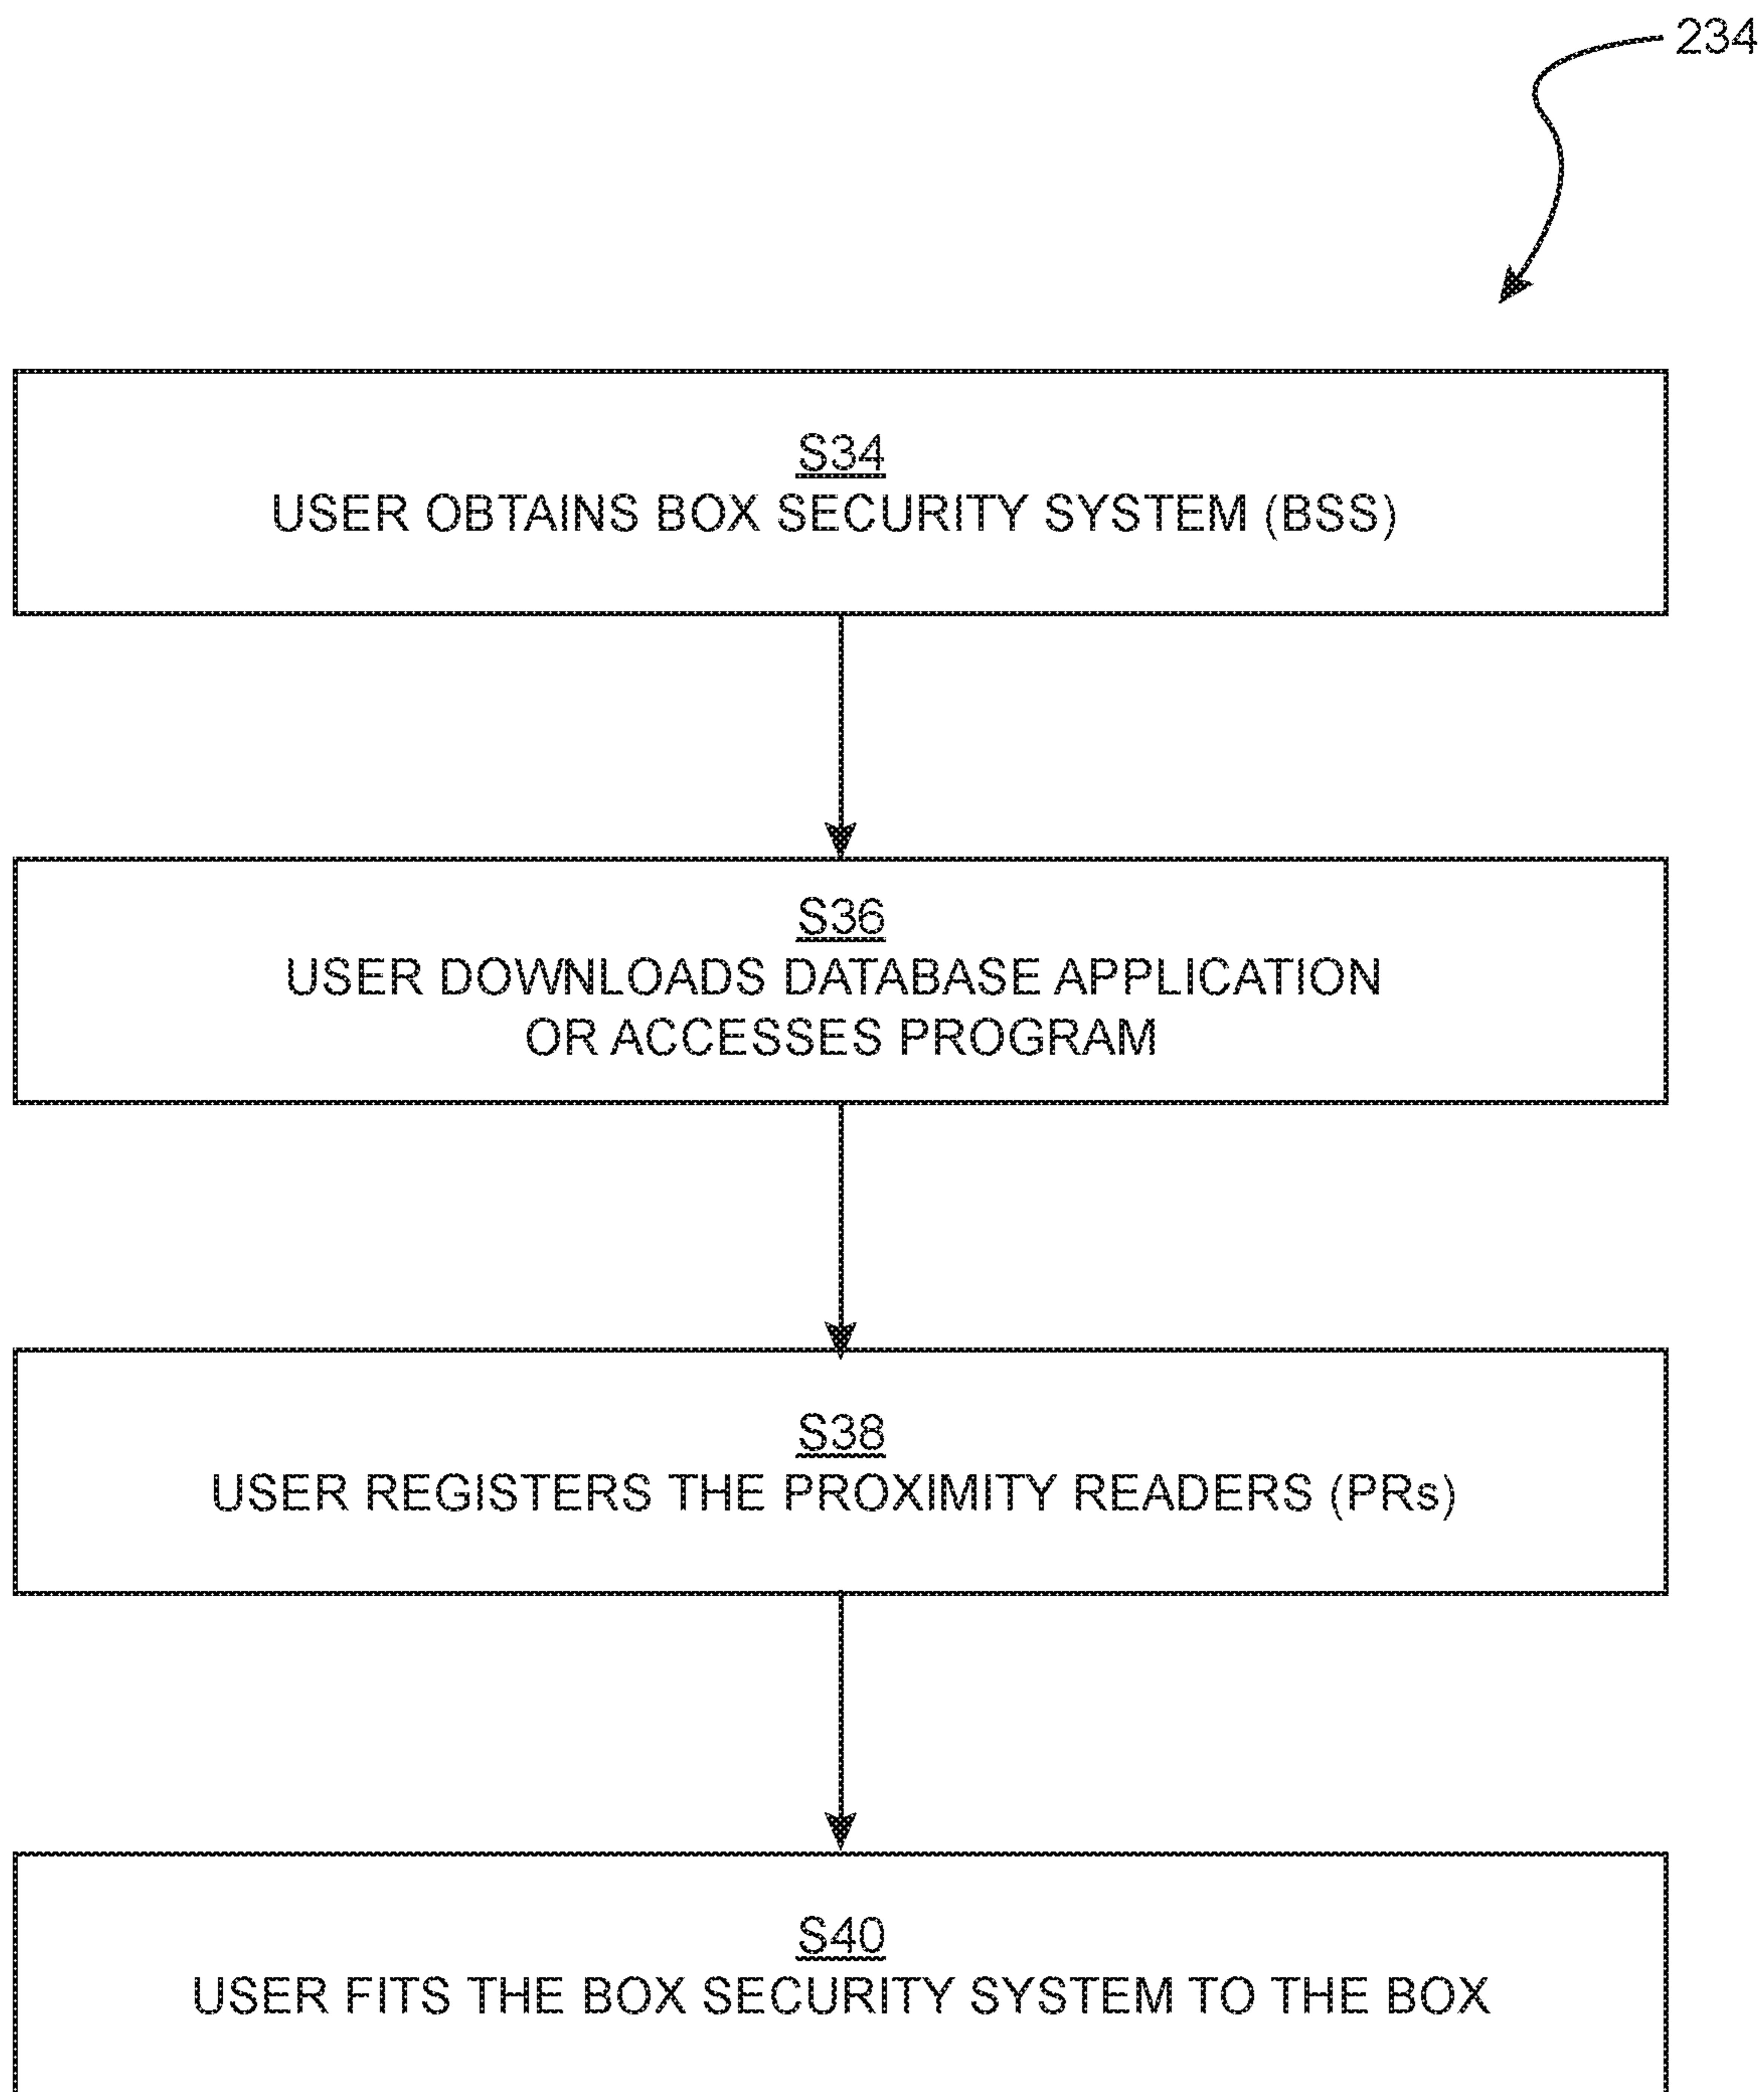 234
S34
USER OBTAINS BOX SECURITY SYSTEM (BSS)
S36
USER DOWNLOADS DATABASE APPLICATION
OR ACCESSES PROGRAM
S38
USER REGISTERS THE PROXIMITY READERS (PRs)
S40
USER FITS THE BOX SECURITY SYSTEM TO THE BOX